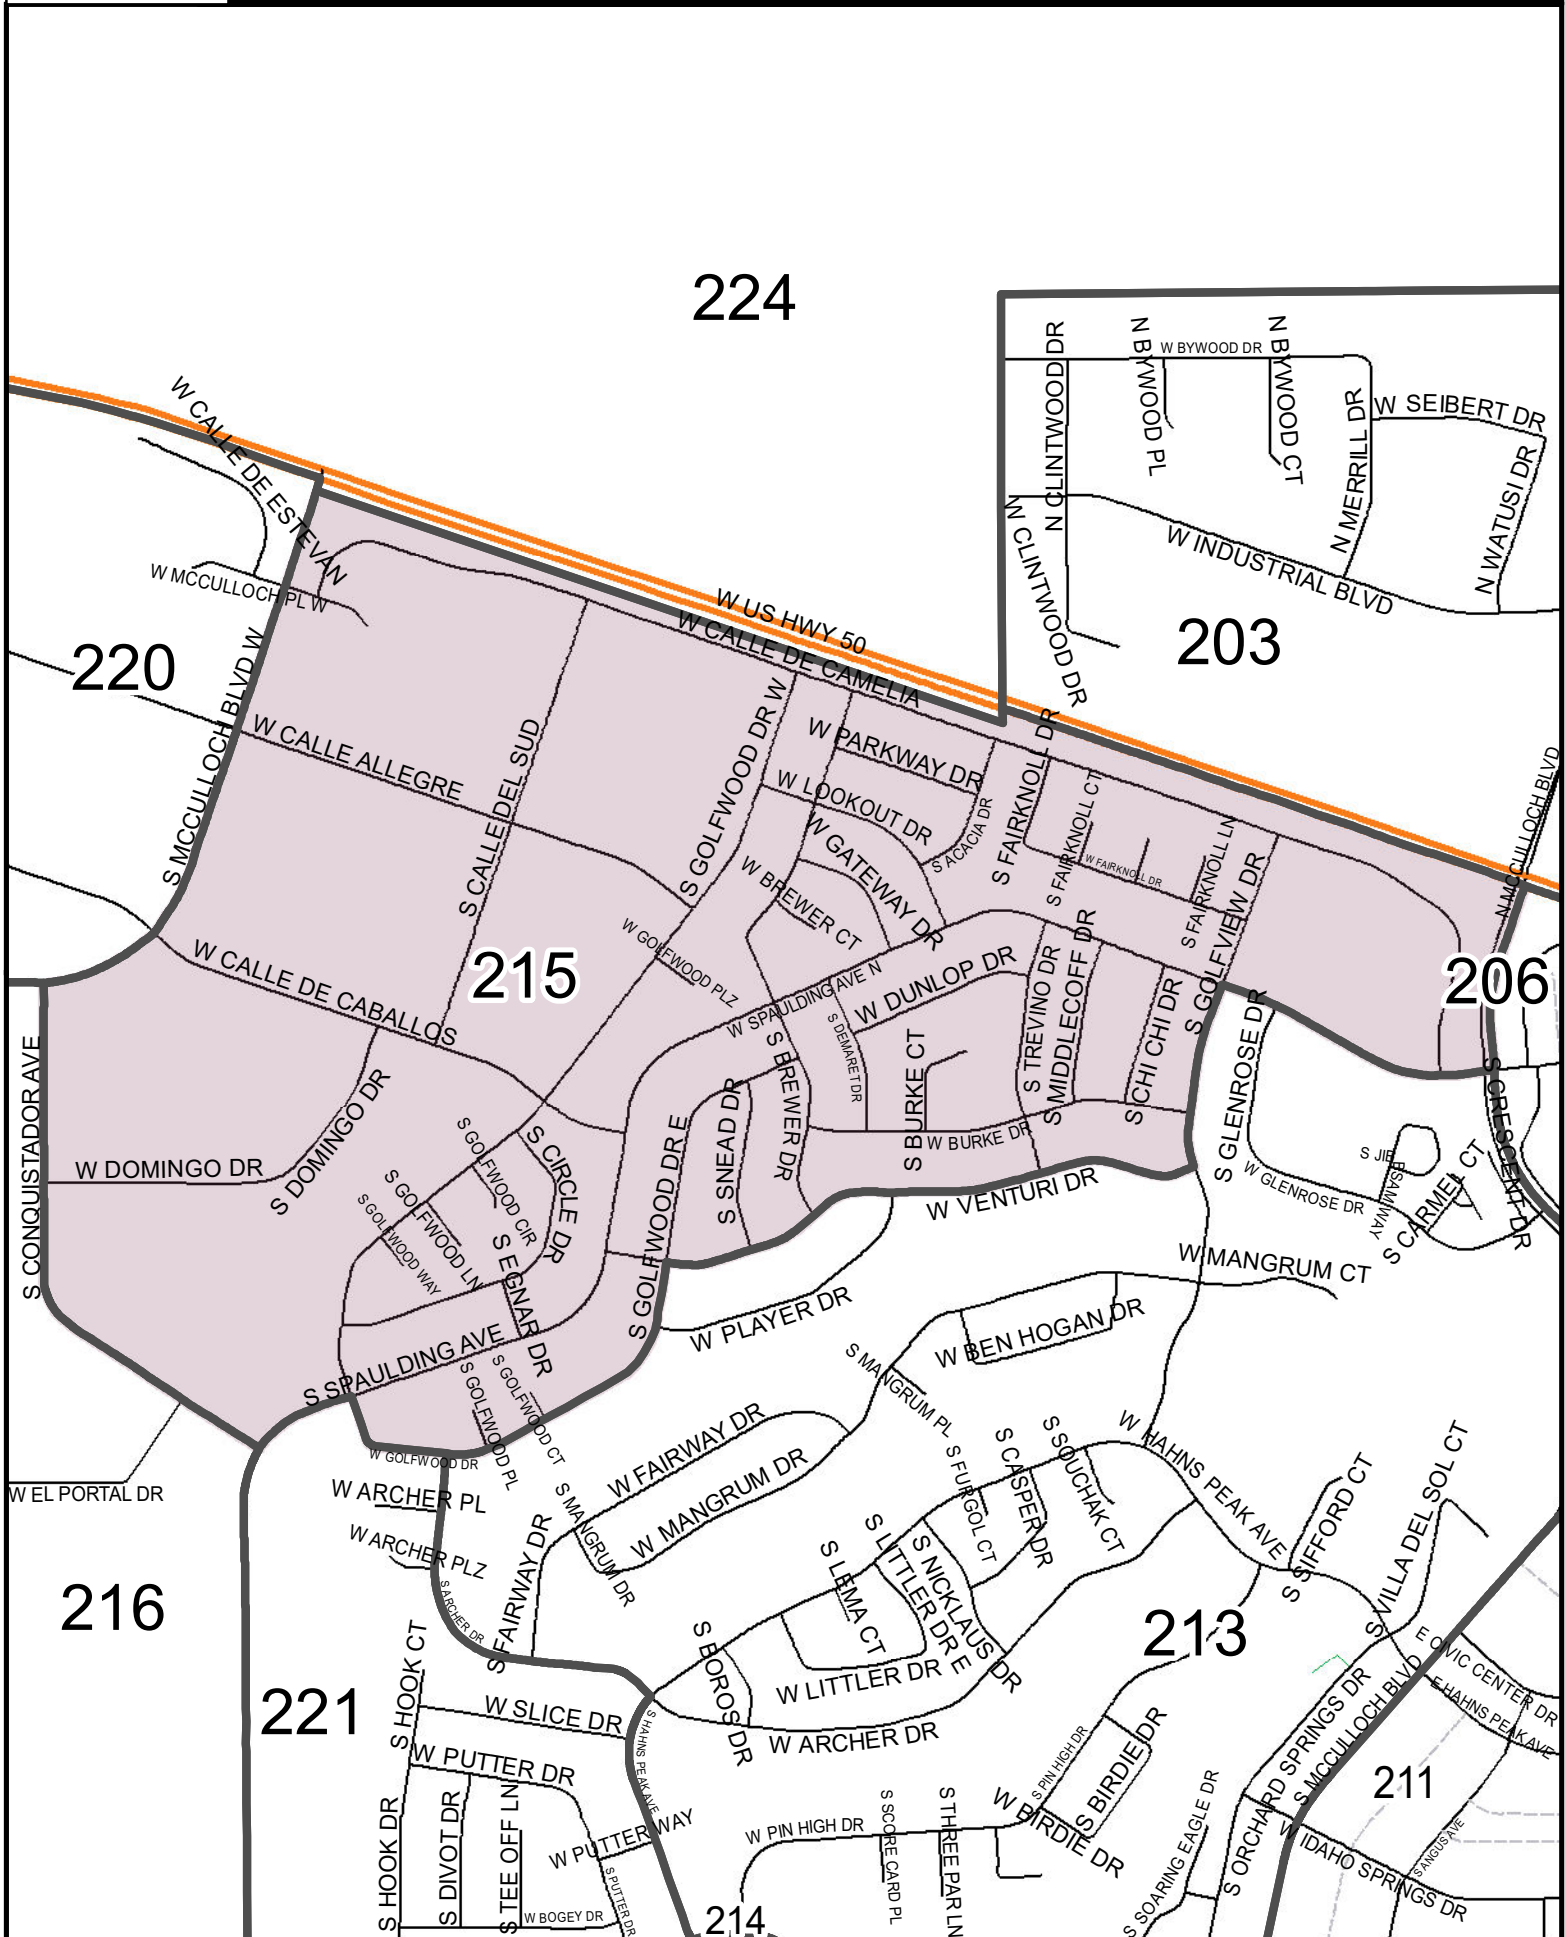 224
N CLINTWOOD DR
N BYWOOD PL
W BYWOOD DR
N BYWOOD CT
N MERRILL DR
W SEIBERT DR
N WATUSI DR
W INDUSTRIAL BLVD
W CLINTWOOD DR
203
W CALLE DE ESTEVAN
W MCCULLOCH PL W
220
S MCCULLOCH BLVD W
W US HWY 50
W CALLE DE CAMELIA
W CALLE ALLEGRE
S CALLE DEL SUD
S GOLFWOOD DR W
W PARKWAY DR
W LOOKOUT DR
S ACACIA DR
S FAIRKNOLL DR
S FAIRKNOLL CT
W FAIRKNOLL DR
S FAIRKNOLL LN
S GOLFVIEW DR
N MCCULLOCH BLVD
N MCCULLOCH BLVD
W GATEWAY DR
W BREWER CT
W GOLFWOOD PLZ
W CALLE DE CABALLOS
215
206
W SPAULDING AVE N
W DUNLOP DR
S DEMARET DR
S TREVINO DR
S MIDDLECOFF DR
S CHI CHI DR
S GLENROSE DR
S BREWER DR
S BURKE CT
W BURKE DR
S SNEAD DR
S GOLFWOOD DR E
S CONQUISTADOR AVE
W DOMINGO DR
S DOMINGO DR
S GOLFWOOD CIR
S CIRCLE DR
S GOLFWOOD LN
S GOLFWOOD WAY
S EGNAR DR
S SPAULDING AVE
S GOLFWOOD PL
S GOLFWOOD CT
W GOLFWOOD DR
W VENTURI DR
W GLENROSE DR
S JIB
BSAMIWAY
S CARMEL CT
S CRESCENT DR
W MANGRUM CT
W PLAYER DR
W BEN HOGAN DR
S MANGRUM PL
W FAIRWAY DR
W MANGRUM DR
S MANGRUM DR
S FURGOL CT
S CASPER DR
S SOUCHAK CT
W HAHNS PEAK AVE
S SIFFORD CT
S VILLA DEL SOL CT
W EL PORTAL DR
W ARCHER PL
W ARCHER PLZ
S ARCHER DR
S FAIRWAY DR
216
S LEMA CT
S LITTLER DR E
S NICKLAUS DR
W LITTLER DR
S BOROS DR
W ARCHER DR
213
221
S HOOK CT
W SLICE DR
S HAHNS PEAK AVE
W PUTTER DR
S HOOK DR
S DIVOT DR
S TEE OFF LN
W PUTTER WAY
S PUTTER DR
W BOGEY DR
214
W PIN HIGH DR
S SCORE CARD PL
S THREE PAR LN
S PIN HIGH DR
W BIRDIE DR
S BIRDIE DR
S SOARING EAGLE DR
S ORCHARD SPRINGS DR
S MCCULLOCH BLVD
E CIVIC CENTER DR
E HAHNS PEAK AVE
211
S ANGUS AVE
W IDAHO SPRINGS DR